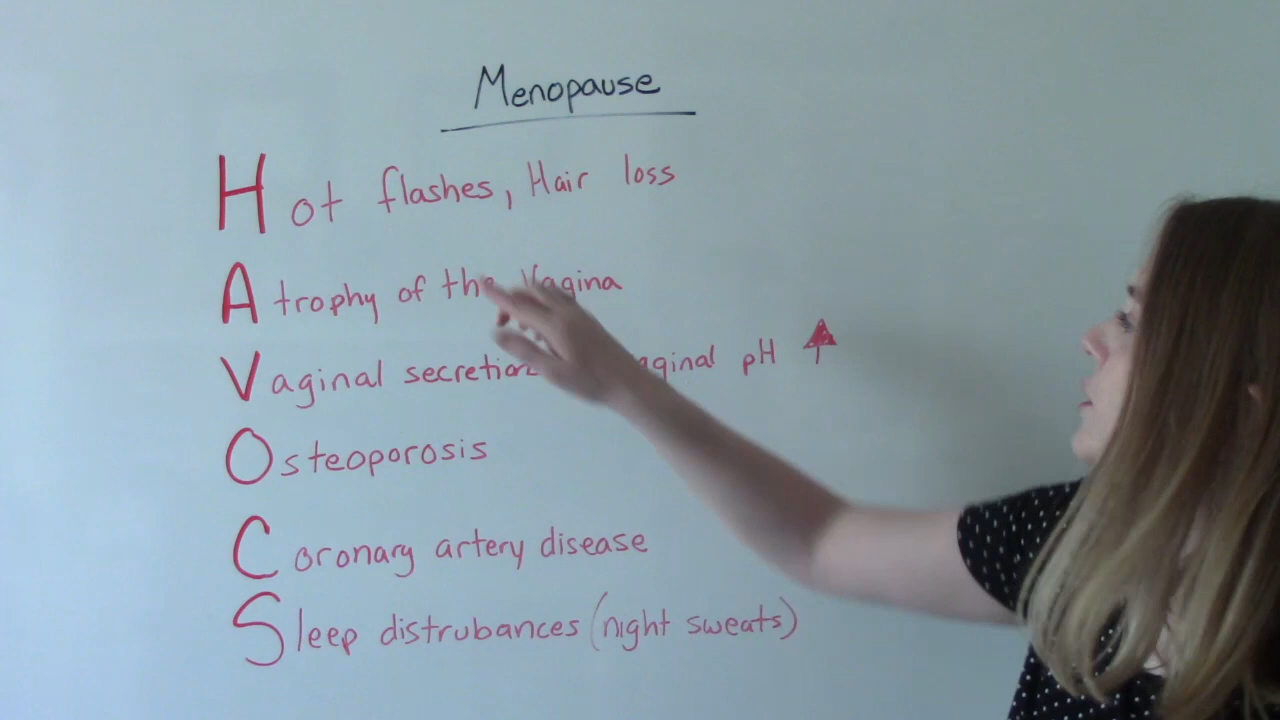 Menopause
Hot flashes, Hair loss
Atrophy of the Vagina
Vaginal pH ↑
Osteoporosis
Coronary artery disease
Sleep distrubances (night sweats)